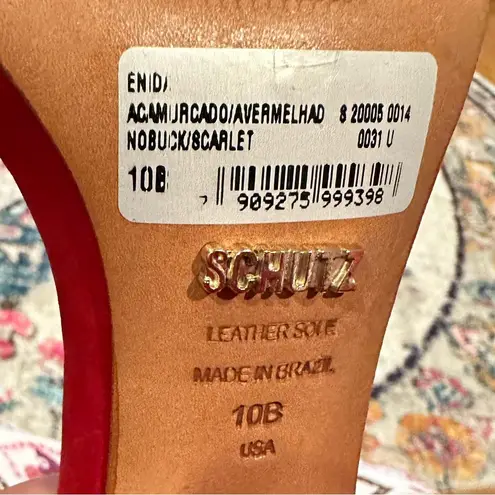 ENIDA
ACAMURCADO/AVERMELHAD S 20005 0014
NOBUCK/SCARLET 0031 U
10B
7 909275 999398
SCHUTZ
LEATHER SOLE
MADE IN BRAZIL
10B
USA